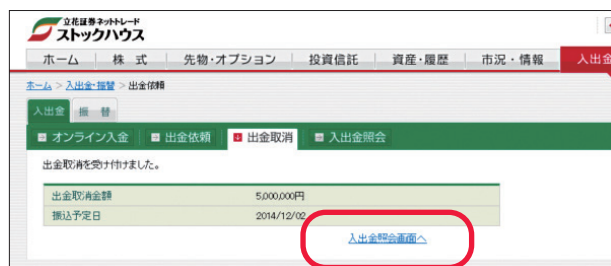 立花証券ネットトレード
ストックハウス
ホーム 株 式 先物・オプション 投資信託 資産・履歴 市況・情報 入出金
ホーム > 入出金・振替 > 出金依頼
入出金 振 替
オンライン入金 出金依頼 出金取消 入出金照会
出金取消を受け付けました。
出金取消金額 5,000,000円
振込予定日 2014/12/02
入出金照会画面へ